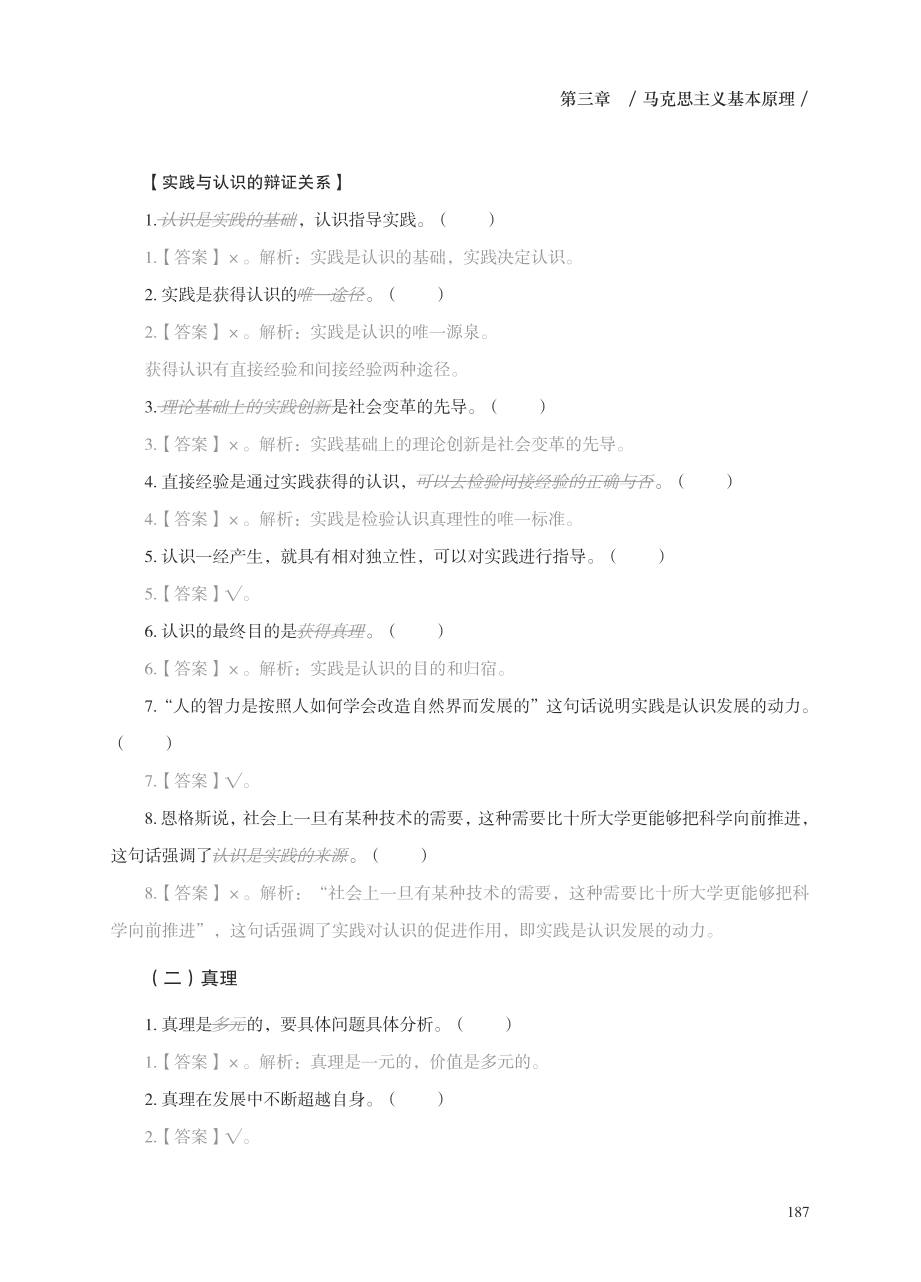 第三章 / 马克思主义基本原理 /
【实践与认识的辩证关系】
1. 认识是实践的基础，认识指导实践。（ ）
1.【答案】×。解析：实践是认识的基础，实践决定认识。
2. 实践是获得认识的唯一途径。（ ）
2.【答案】×。解析：实践是认识的唯一源泉。
获得认识有直接经验和间接经验两种途径。
3. 理论基础上的实践创新是社会变革的先导。（ ）
3.【答案】×。解析：实践基础上的理论创新是社会变革的先导。
4. 直接经验是通过实践获得的认识，可以去检验间接经验的正确与否。（ ）
4.【答案】×。解析：实践是检验认识真理性的唯一标准。
5. 认识一经产生，就具有相对独立性，可以对实践进行指导。（ ）
5.【答案】√。
6. 认识的最终目的是获得真理。（ ）
6.【答案】×。解析：实践是认识的目的和归宿。
7.“人的智力是按照人如何学会改造自然界而发展的”这句话说明实践是认识发展的动力。
（ ）
7.【答案】√。
8. 恩格斯说，社会上一旦有某种技术的需要，这种需要比十所大学更能够把科学向前推进，
这句话强调了认识是实践的来源。（ ）
8.【答案】×。解析：“社会上一旦有某种技术的需要，这种需要比十所大学更能够把科
学向前推进”，这句话强调了实践对认识的促进作用，即实践是认识发展的动力。
（二）真理
1. 真理是多元的，要具体问题具体分析。（ ）
1.【答案】×。解析：真理是一元的，价值是多元的。
2. 真理在发展中不断超越自身。（ ）
2.【答案】√。
187